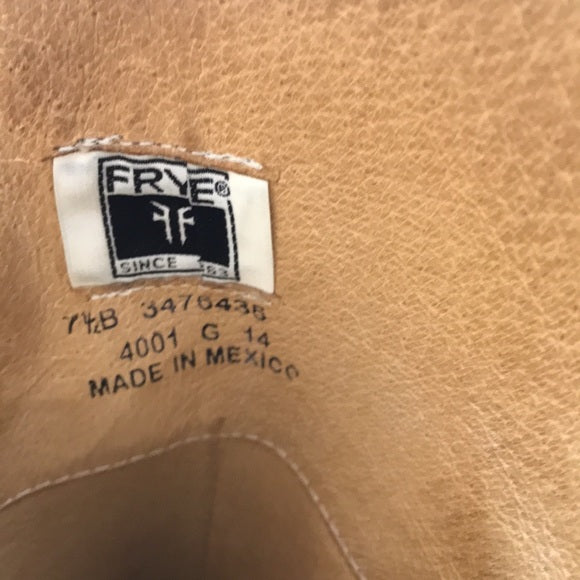 FRYE®
SINCE
7½B 3476436
4001 G 14
MADE IN MEXICO